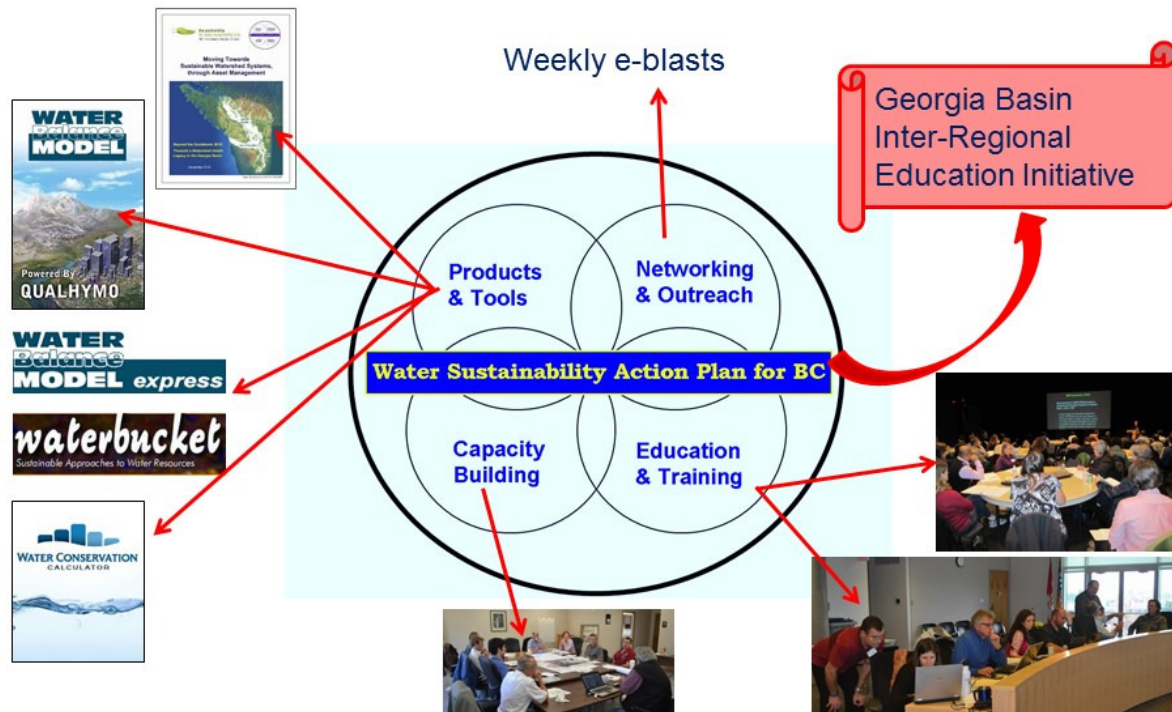 the partnership
Moving Towards
Sustainable Watershed Systems,
through Asset Management
Weekly e-blasts
Georgia Basin
Inter-Regional
Education Initiative
WATER
Balance
MODEL
Powered By
QUALHYMO
Products
& Tools
Networking
& Outreach
WATER
Balance
MODEL express
Water Sustainability Action Plan for BC
waterbucket
Sustainable Approaches to Water Resources
Capacity
Building
Education
& Training
WATER CONSERVATION
CALCULATOR